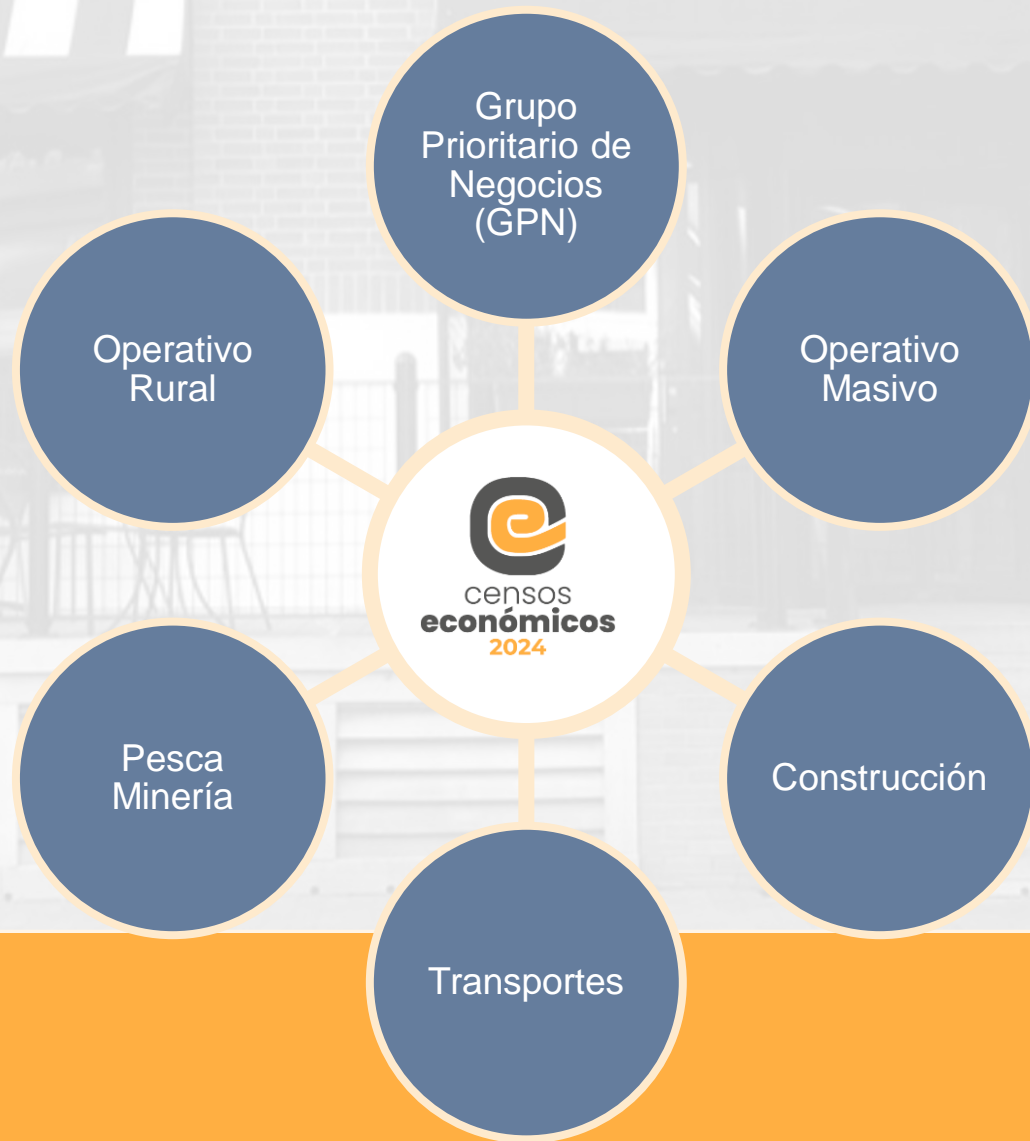 Grupo
Prioritario de
Negocios
(GPN)
Operativo
Masivo
Construcción
Transportes
Pesca
Minería
Operativo
Rural
censos
económicos
2024